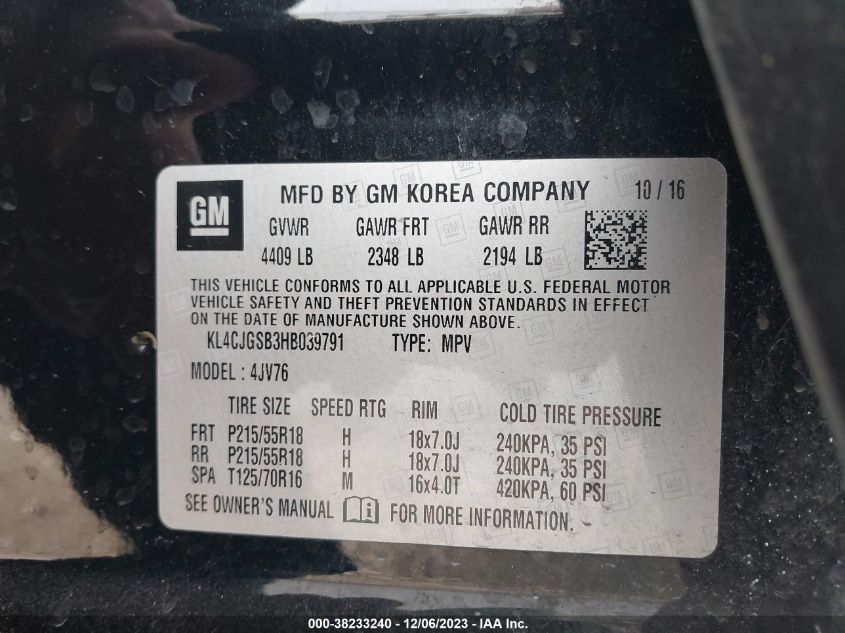 GM MFD BY GM KOREA COMPANY 10 / 16
GVWR GAWR FRT GAWR RR
4409 LB 2348 LB 2194 LB
THIS VEHICLE CONFORMS TO ALL APPLICABLE U.S. FEDERAL MOTOR
VEHICLE SAFETY AND THEFT PREVENTION STANDARDS IN EFFECT
ON THE DATE OF MANUFACTURE SHOWN ABOVE.
KL4CJGSB3HB039791 TYPE: MPV
MODEL : 4JV76
TIRE SIZE SPEED RTG RIM COLD TIRE PRESSURE
FRT P215/55R18 H 18x7.0J 240KPA, 35 PSI
RR P215/55R18 H 18x7.0J 240KPA, 35 PSI
SPA T125/70R16 M 16x4.0T 420KPA, 60 PSI
SEE OWNER'S MANUAL FOR MORE INFORMATION.
000-38233240 - 12/06/2023 - IAA Inc.